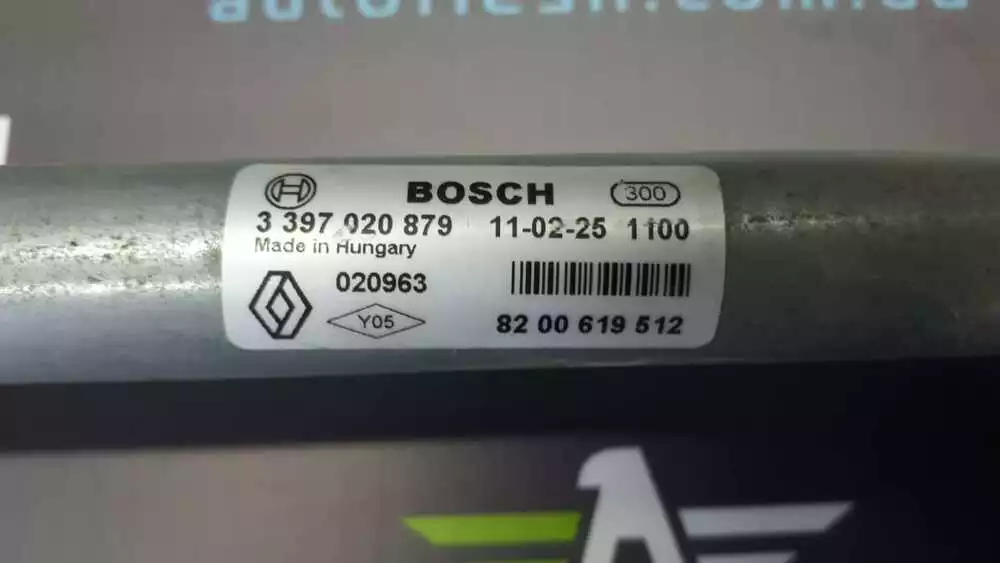 BOSCH 300
3 397 020 879 11-02-25 1100
Made in Hungary
020963
Y05
82 00 619 512